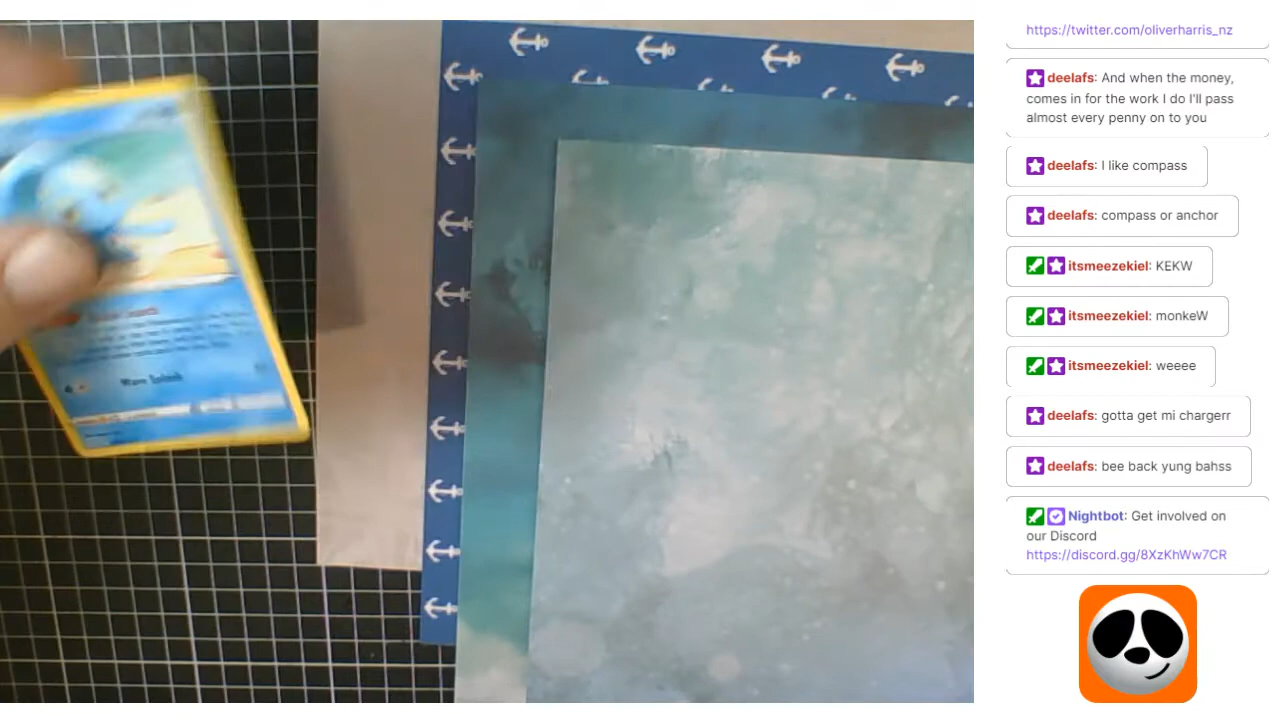 https://twitter.com/oliverharris_nz
deelafs: And when the money,
comes in for the work I do I'll pass
almost every penny on to you
deelafs: I like compass
deelafs: compass or anchor
itsmeezekiel: KEKW
itsmeezekiel: monkeW
itsmeezekiel: weeee
deelafs: gotta get mi chargerr
deelafs: bee back yung bahss
Nightbot: Get involved on
our Discord
https://discord.gg/8XzKhWw7CR
Wave Splash